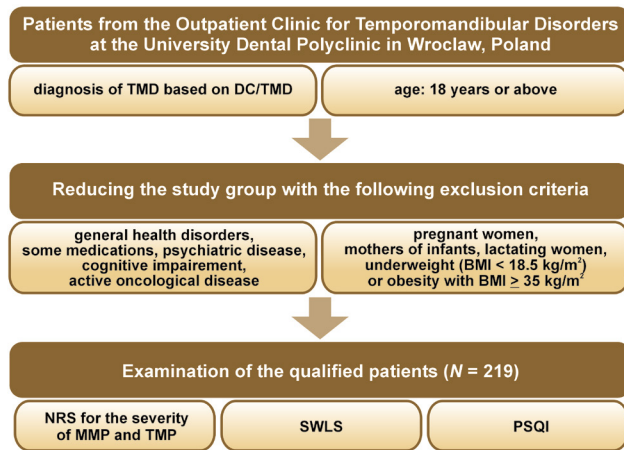 Patients from the Outpatient Clinic for Temporomandibular Disorders
at the University Dental Polyclinic in Wroclaw, Poland
diagnosis of TMD based on DC/TMD
age: 18 years or above
Reducing the study group with the following exclusion criteria
general health disorders,
some medications, psychiatric disease,
cognitive impairement,
active oncological disease
pregnant women,
mothers of infants, lactating women,
underweight (BMI < 18.5 kg/m²)
or obesity with BMI ≥ 35 kg/m²
Examination of the qualified patients (N = 219)
NRS for the severity
of MMP and TMP
SWLS
PSQI